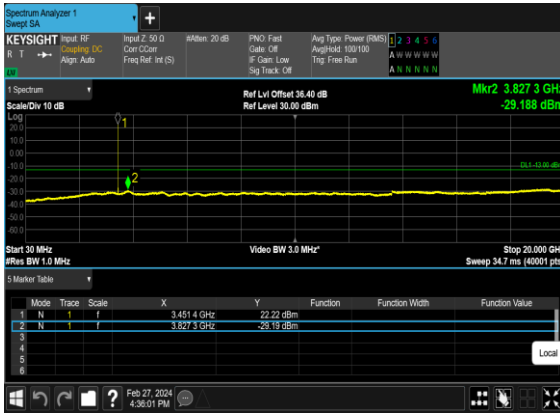 Spectrum Analyzer 1
Swept SA
+
KEYSIGHT Input: RF Input Z: 50 Ω #Atten: 20 dB PNO: Fast Avg Type: Power (RMS) 1 2 3 4 5 6
R T Coupling: DC Corr CCorr Gate: Off Avg|Hold: 100/100 A W W W W W
Align: Auto Freq Ref: Int (S) IF Gain: Low Trig: Free Run
Sig Track: Off A N N N N N
1 Spectrum Ref Lvl Offset 36.40 dB Mkr2 3.827 3 GHz
Scale/Div 10 dB Ref Level 30.00 dBm -29.188 dBm
Log
20.0
10.0
0.00
-10.0
-20.0
-30.0
-40.0
-50.0
-60.0
1
2
DL1 -13.00 dBm
Start 30 MHz Video BW 3.0 MHz* Stop 20.000 GHz
#Res BW 1.0 MHz Sweep 34.7 ms (40001 pts)
5 Marker Table
Mode Trace Scale X Y Function Function Width Function Value
1 N 1 f 3.451 4 GHz 22.22 dBm
2 N 1 f 3.827 3 GHz -29.19 dBm
3
4
5
6
Local
? Feb 27, 2024
4:36:01 PM